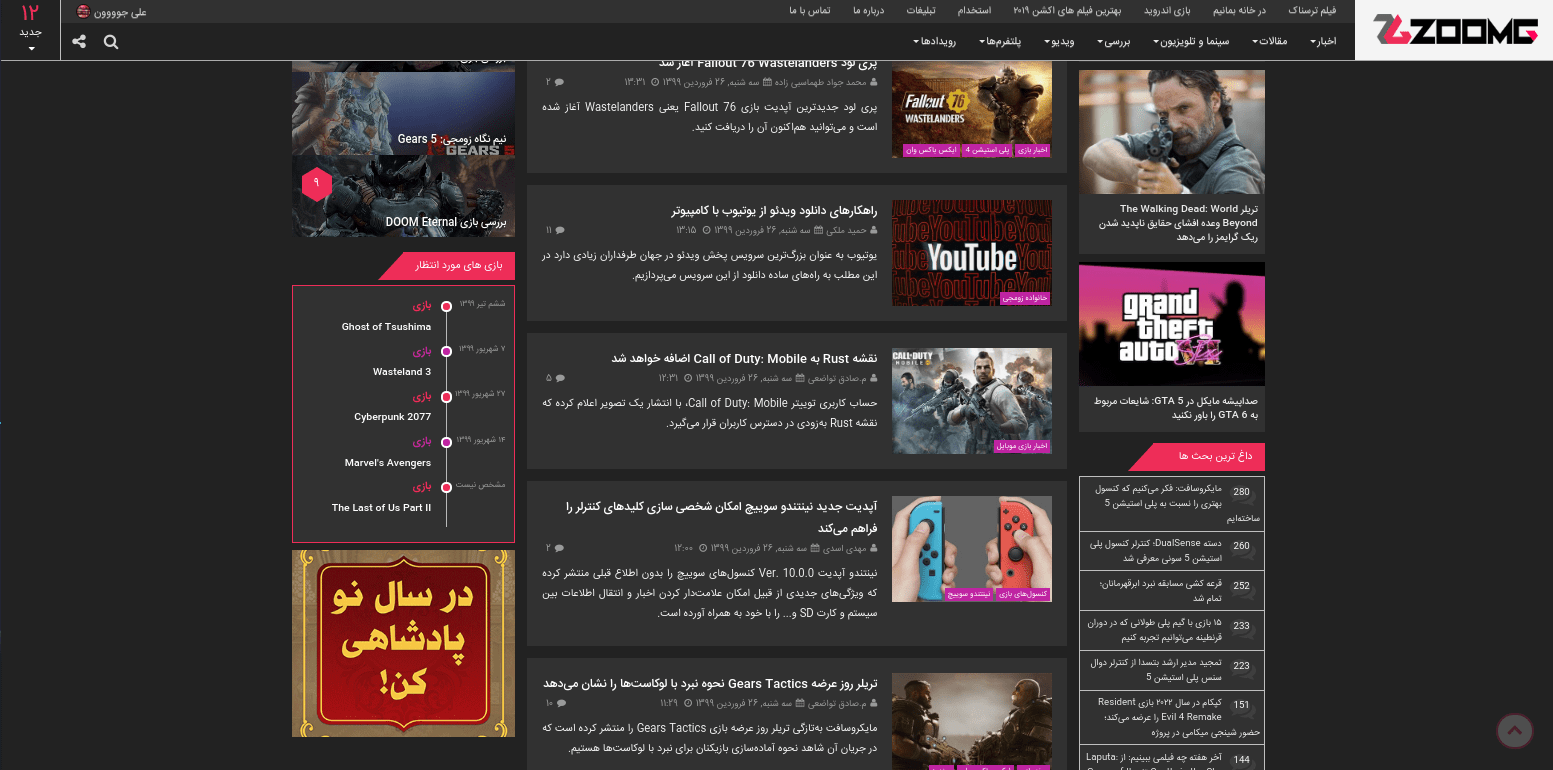 ZOOMG
فیلم ترسناک
در خانه بمانیم
بازی اندروید
بهترین فیلم های اکشن ۲۰۱۹
استخدام
تبلیغات
درباره ما
تماس با ما
علی جوووون
۱۲
جدید
اخبار
مقالات
سینما و تلویزیون
بررسی
ویدیو
پلتفرم‌ها
رویدادها
تریلر The Walking Dead: World
Beyond وعده افشای حقایق ناپدید شدن
ریک گرایمز را می‌دهد
grand
theft
auto
صداپیشه مایکل در GTA 5: شایعات مربوط
به GTA 6 را باور نکنید
داغ ترین بحث ها
280
مایکروسافت: فکر می‌کنیم که کنسول
بهتری را نسبت به پلی استیشن 5
ساخته‌ایم
260
دسته DualSense؛ کنترلر کنسول پلی
استیشن 5 سونی معرفی شد
252
قرعه کشی مسابقه نبرد ابرقهرمانان؛
تمام شد
233
۱۵ بازی با گیم پلی طولانی که در دوران
قرنطینه می‌توانیم تجربه کنیم
223
تمجید مدیر ارشد بتسدا از کنترلر دوال
سنس پلی استیشن 5
151
کپکام در سال ۲۰۲۲ بازی Resident
Evil 4 Remake را عرضه می‌کند؛
حضور شینجی میکامی در پروژه
144
آخر هفته چه فیلمی ببینیم: از Laputa:
پری لود Fallout 76 Wastelanders آغاز شد
محمد جواد طهماسبی زاده سه شنبه, ۲۶ فروردین ۱۳۹۹ ۱۳:۳۱ ۲
پری لود جدیدترین آپدیت بازی Fallout 76 یعنی Wastelanders آغاز شده
است و می‌توانید هم‌اکنون آن را دریافت کنید.
Fallout 76
WASTELANDERS
اخبار بازی پلی استیشن 4 ایکس باکس وان
راهکارهای دانلود ویدئو از یوتیوب با کامپیوتر
حمید ملکی سه شنبه, ۲۶ فروردین ۱۳۹۹ ۱۳:۱۵ ۱۱
یوتیوب به عنوان بزرگ‌ترین سرویس پخش ویدئو در جهان طرفداران زیادی دارد در
این مطلب به راه‌های ساده دانلود از این سرویس می‌پردازیم.
YouTube
خانواده زومجی
نقشه Rust به Call of Duty: Mobile اضافه خواهد شد
م.صادق تواضعی سه شنبه, ۲۶ فروردین ۱۳۹۹ ۱۲:۳۱ ۵
حساب کاربری توییتر Call of Duty: Mobile، با انتشار یک تصویر اعلام کرده که
نقشه Rust به‌زودی در دسترس کاربران قرار می‌گیرد.
CALL OF DUTY
MOBILE
اخبار بازی موبایل
آپدیت جدید نینتندو سوییچ امکان شخصی سازی کلیدهای کنترلر را
فراهم می‌کند
مهدی اسدی سه شنبه, ۲۶ فروردین ۱۳۹۹ ۱۲:۰۰ ۲
نینتندو آپدیت Ver. 10.0.0 کنسول‌های سوییچ را بدون اطلاع قبلی منتشر کرده
که ویژگی‌های جدیدی از قبیل امکان علامت‌دار کردن اخبار و انتقال اطلاعات بین
سیستم و کارت SD و... را با خود به همراه آورده است.
کنسول‌های بازی نینتندو سوییچ
تریلر روز عرضه Gears Tactics نحوه نبرد با لوکاست‌ها را نشان می‌دهد
م.صادق تواضعی سه شنبه, ۲۶ فروردین ۱۳۹۹ ۱۱:۲۹ ۱۰
مایکروسافت به‌تازگی تریلر روز عرضه بازی Gears Tactics را منتشر کرده است که
در جریان آن شاهد نحوه آماده‌سازی بازیکنان برای نبرد با لوکاست‌ها هستیم.
نیم نگاه زومجی: Gears 5
GEARS 5
۹
بررسی بازی DOOM Eternal
بازی های مورد انتظار
ششم تیر ۱۳۹۹
بازی
Ghost of Tsushima
۷ شهریور ۱۳۹۹
بازی
Wasteland 3
۲۷ شهریور ۱۳۹۹
بازی
Cyberpunk 2077
۱۴ شهریور ۱۳۹۹
بازی
Marvel's Avengers
مشخص نیست
بازی
The Last of Us Part II
در سال نو
پادشاهی
کن!